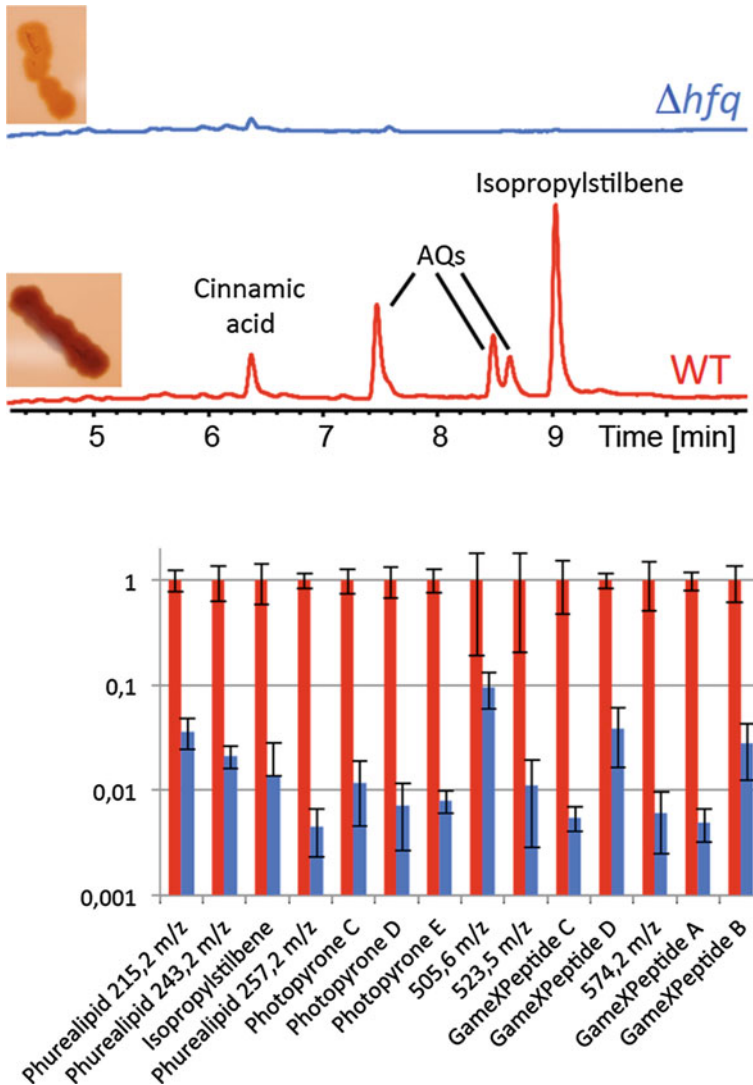 Δhfq
Isopropylstilbene
AQs
Cinnamic
acid
WT
5 6 7 8 9 Time [min]
1
0,1
0,01
0,001
Phurealipid 215,2 m/z
Phurealipid 243,2 m/z
Isopropylstilbene
Phurealipid 257,2 m/z
Photopyrone C
Photopyrone D
Photopyrone E
505,6 m/z
523,5 m/z
GameXPeptide C
GameXPeptide D
574,2 m/z
GameXPeptide A
GameXPeptide B